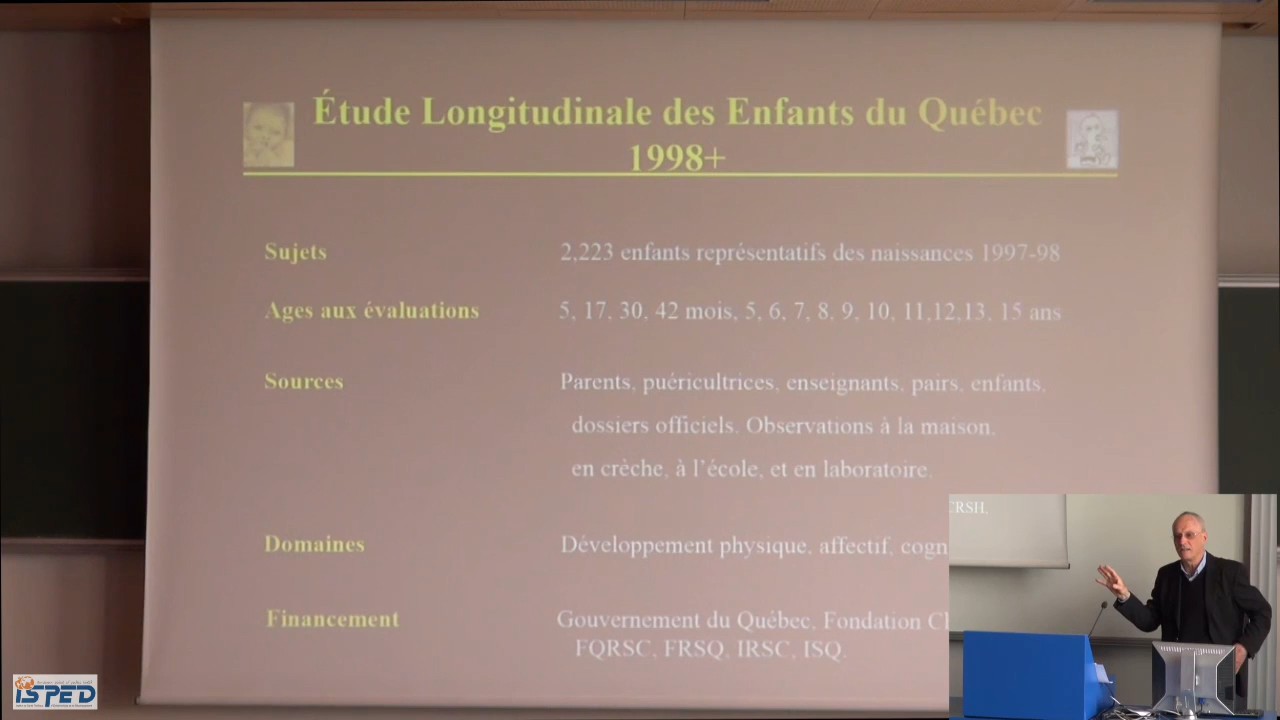 Étude Longitudinale des Enfants du Québec
1998+
Sujets 2,223 enfants représentatifs des naissances 1997-98
Ages aux évaluations 5, 17, 30, 42 mois, 5, 6, 7, 8, 9, 10, 11,12,13, 15 ans
Sources Parents, puéricultrices, enseignants, pairs, enfants,
dossiers officiels. Observations à la maison,
en crèche, à l'école, et en laboratoire.
Domaines Développement physique, affectif, cogn
Financement Gouvernement du Québec, Fondation
FQRSC, FRSQ, IRSC, ISQ.
CRSH,
ISPED